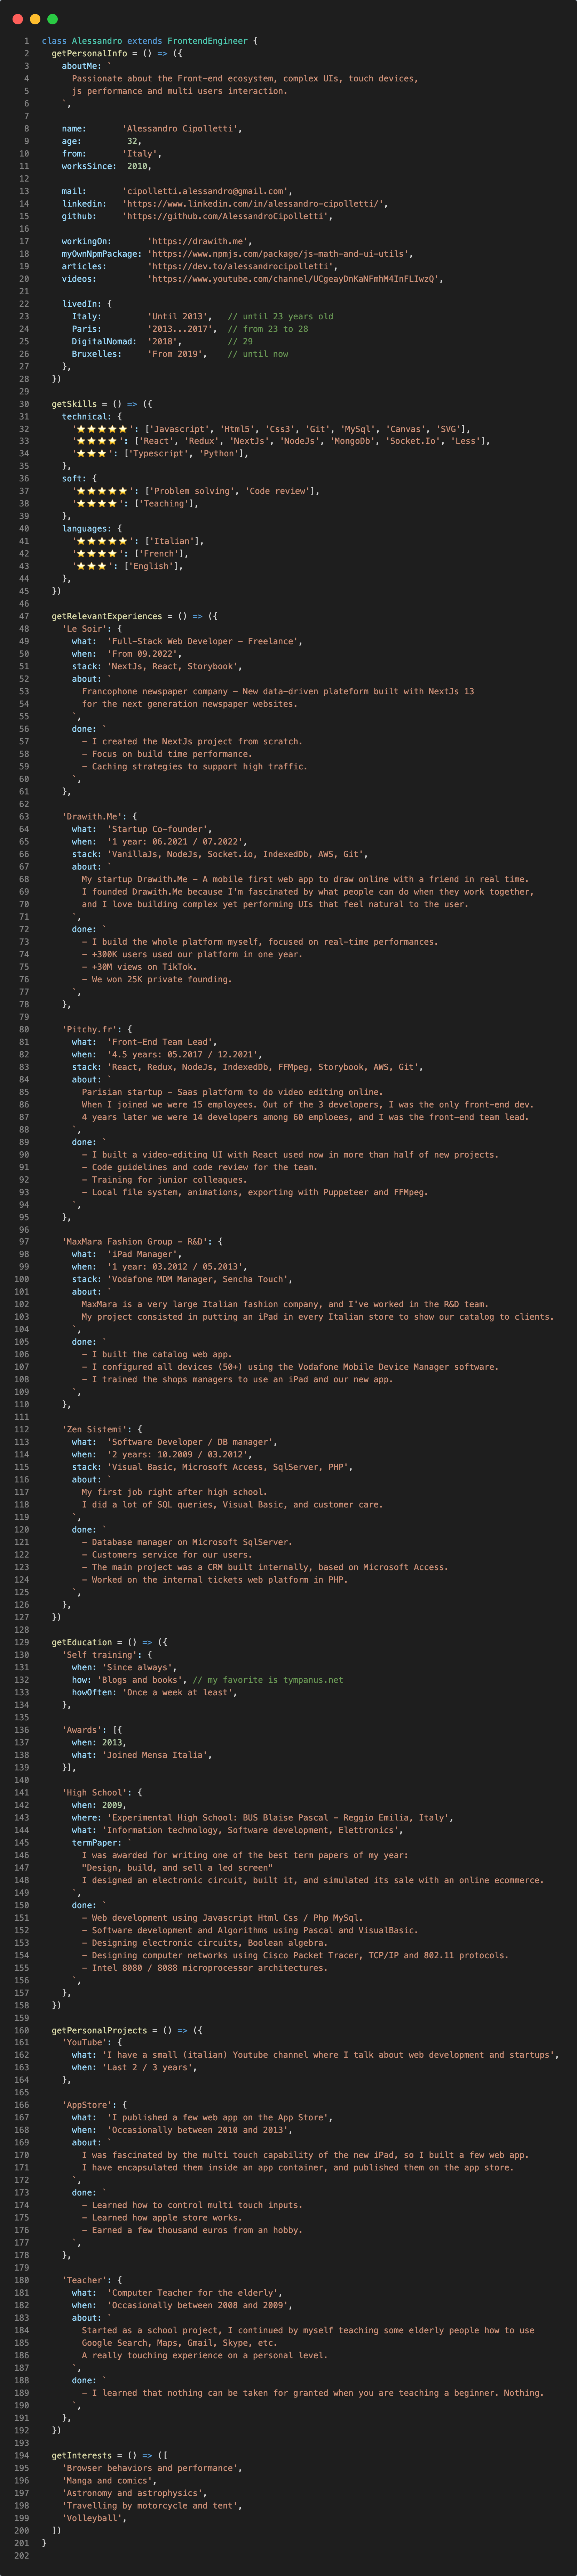 1 class Alessandro extends FrontendEngineer {
2 getPersonalInfo = () => ({
3 aboutMe: `
4 Passionate about the Front-end ecosystem, complex UIs, touch devices,
5 js performance and multi users interaction.
6 `,
7
8 name: 'Alessandro Cipolletti',
9 age: 32,
10 from: 'Italy',
11 worksSince: 2010,
12
13 mail: 'cipolletti.alessandro@gmail.com',
14 linkedin: 'https://www.linkedin.com/in/alessandro-cipolletti/',
15 github: 'https://github.com/AlessandroCipolletti',
16
17 workingOn: 'https://drawith.me',
18 myOwnNpmPackage: 'https://www.npmjs.com/package/js-math-and-ui-utils',
19 articles: 'https://dev.to/alessandrocipolletti',
20 videos: 'https://www.youtube.com/channel/UCgeayDnKaNFmhM4InFLIwzQ',
21
22 livedIn: {
23 Italy: 'Until 2013', // until 23 years old
24 Paris: '2013...2017', // from 23 to 28
25 DigitalNomad: '2018', // 29
26 Bruxelles: 'From 2019', // until now
27 },
28 })
29
30 getSkills = () => ({
31 technical: {
32 '⭐⭐⭐⭐⭐': ['Javascript', 'Html5', 'Css3', 'Git', 'MySql', 'Canvas', 'SVG'],
33 '⭐⭐⭐⭐': ['React', 'Redux', 'NextJs', 'NodeJs', 'MongoDb', 'Socket.Io', 'Less'],
34 '⭐⭐⭐': ['Typescript', 'Python'],
35 },
36 soft: {
37 '⭐⭐⭐⭐⭐': ['Problem solving', 'Code review'],
38 '⭐⭐⭐⭐': ['Teaching'],
39 },
40 languages: {
41 '⭐⭐⭐⭐⭐': ['Italian'],
42 '⭐⭐⭐⭐': ['French'],
43 '⭐⭐⭐': ['English'],
44 },
45 })
46
47 getRelevantExperiences = () => ({
48 'Le Soir': {
49 what: 'Full-Stack Web Developer - Freelance',
50 when: 'From 09.2022',
51 stack: 'NextJs, React, Storybook',
52 about: `
53 Francophone newspaper company - New data-driven plateform built with NextJs 13
54 for the next generation newspaper websites.
55 `,
56 done: `
57 - I created the NextJs project from scratch.
58 - Focus on build time performance.
59 - Caching strategies to support high traffic.
60 `,
61 },
62
63 'Drawith.Me': {
64 what: 'Startup Co-founder',
65 when: '1 year: 06.2021 / 07.2022',
66 stack: 'VanillaJs, NodeJs, Socket.io, IndexedDb, AWS, Git',
67 about: `
68 My startup Drawith.Me - A mobile first web app to draw online with a friend in real time.
69 I founded Drawith.Me because I'm fascinated by what people can do when they work together,
70 and I love building complex yet performing UIs that feel natural to the user.
71 `,
72 done: `
73 - I build the whole platform myself, focused on real-time performances.
74 - +300K users used our platform in one year.
75 - +30M views on TikTok.
76 - We won 25K private founding.
77 `,
78 },
79
80 'Pitchy.fr': {
81 what: 'Front-End Team Lead',
82 when: '4.5 years: 05.2017 / 12.2021',
83 stack: 'React, Redux, NodeJs, IndexedDb, FFMpeg, Storybook, AWS, Git',
84 about: `
85 Parisian startup - Saas platform to do video editing online.
86 When I joined we were 15 employees. Out of the 3 developers, I was the only front-end dev.
87 4 years later we were 14 developers among 60 emploees, and I was the front-end team lead.
88 `,
89 done: `
90 - I built a video-editing UI with React used now in more than half of new projects.
91 - Code guidelines and code review for the team.
92 - Training for junior colleagues.
93 - Local file system, animations, exporting with Puppeteer and FFMpeg.
94 `,
95 },
96
97 'MaxMara Fashion Group - R&D': {
98 what: 'iPad Manager',
99 when: '1 year: 03.2012 / 05.2013',
100 stack: 'Vodafone MDM Manager, Sencha Touch',
101 about: `
102 MaxMara is a very large Italian fashion company, and I've worked in the R&D team.
103 My project consisted in putting an iPad in every Italian store to show our catalog to clients.
104 `,
105 done: `
106 - I built the catalog web app.
107 - I configured all devices (50+) using the Vodafone Mobile Device Manager software.
108 - I trained the shops managers to use an iPad and our new app.
109 `,
110 },
111
112 'Zen Sistemi': {
113 what: 'Software Developer / DB manager',
114 when: '2 years: 10.2009 / 03.2012',
115 stack: 'Visual Basic, Microsoft Access, SqlServer, PHP',
116 about: `
117 My first job right after high school.
118 I did a lot of SQL queries, Visual Basic, and customer care.
119 `,
120 done: `
121 - Database manager on Microsoft SqlServer.
122 - Customers service for our users.
123 - The main project was a CRM built internally, based on Microsoft Access.
124 - Worked on the internal tickets web platform in PHP.
125 `,
126 },
127 })
128
129 getEducation = () => ({
130 'Self training': {
131 when: 'Since always',
132 how: 'Blogs and books', // my favorite is tympanus.net
133 howOften: 'Once a week at least',
134 },
135
136 'Awards': [{
137 when: 2013,
138 what: 'Joined Mensa Italia',
139 }],
140
141 'High School': {
142 when: 2009,
143 where: 'Experimental High School: BUS Blaise Pascal - Reggio Emilia, Italy',
144 what: 'Information technology, Software development, Elettronics',
145 termPaper: `
146 I was awarded for writing one of the best term papers of my year:
147 "Design, build, and sell a led screen"
148 I designed an electronic circuit, built it, and simulated its sale with an online ecommerce.
149 `,
150 done: `
151 - Web development using Javascript Html Css / Php MySql.
152 - Software development and Algorithms using Pascal and VisualBasic.
153 - Designing electronic circuits, Boolean algebra.
154 - Designing computer networks using Cisco Packet Tracer, TCP/IP and 802.11 protocols.
155 - Intel 8080 / 8088 microprocessor architectures.
156 `,
157 },
158 })
159
160 getPersonalProjects = () => ({
161 'YouTube': {
162 what: 'I have a small (italian) Youtube channel where I talk about web development and startups',
163 when: 'Last 2 / 3 years',
164 },
165
166 'AppStore': {
167 what: 'I published a few web app on the App Store',
168 when: 'Occasionally between 2010 and 2013',
169 about: `
170 I was fascinated by the multi touch capability of the new iPad, so I built a few web app.
171 I have encapsulated them inside an app container, and published them on the app store.
172 `,
173 done: `
174 - Learned how to control multi touch inputs.
175 - Learned how apple store works.
176 - Earned a few thousand euros from an hobby.
177 `,
178 },
179
180 'Teacher': {
181 what: 'Computer Teacher for the elderly',
182 when: 'Occasionally between 2008 and 2009',
183 about: `
184 Started as a school project, I continued by myself teaching some elderly people how to use
185 Google Search, Maps, Gmail, Skype, etc.
186 A really touching experience on a personal level.
187 `,
188 done: `
189 - I learned that nothing can be taken for granted when you are teaching a beginner. Nothing.
190 `,
191 },
192 })
193
194 getInterests = () => ([
195 'Browser behaviors and performance',
196 'Manga and comics',
197 'Astronomy and astrophysics',
198 'Travelling by motorcycle and tent',
199 'Volleyball',
200 ])
201 }
202